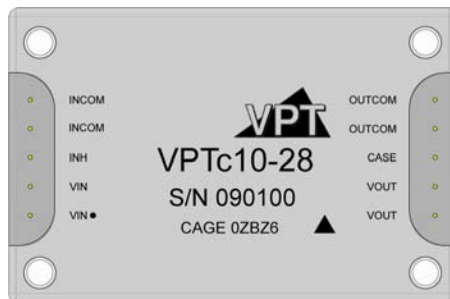 INCOM
INCOM
INH
VIN
VIN
VPT
VPTc10-28
S/N 090100
CAGE 0ZBZ6
OUTCOM
OUTCOM
CASE
VOUT
VOUT